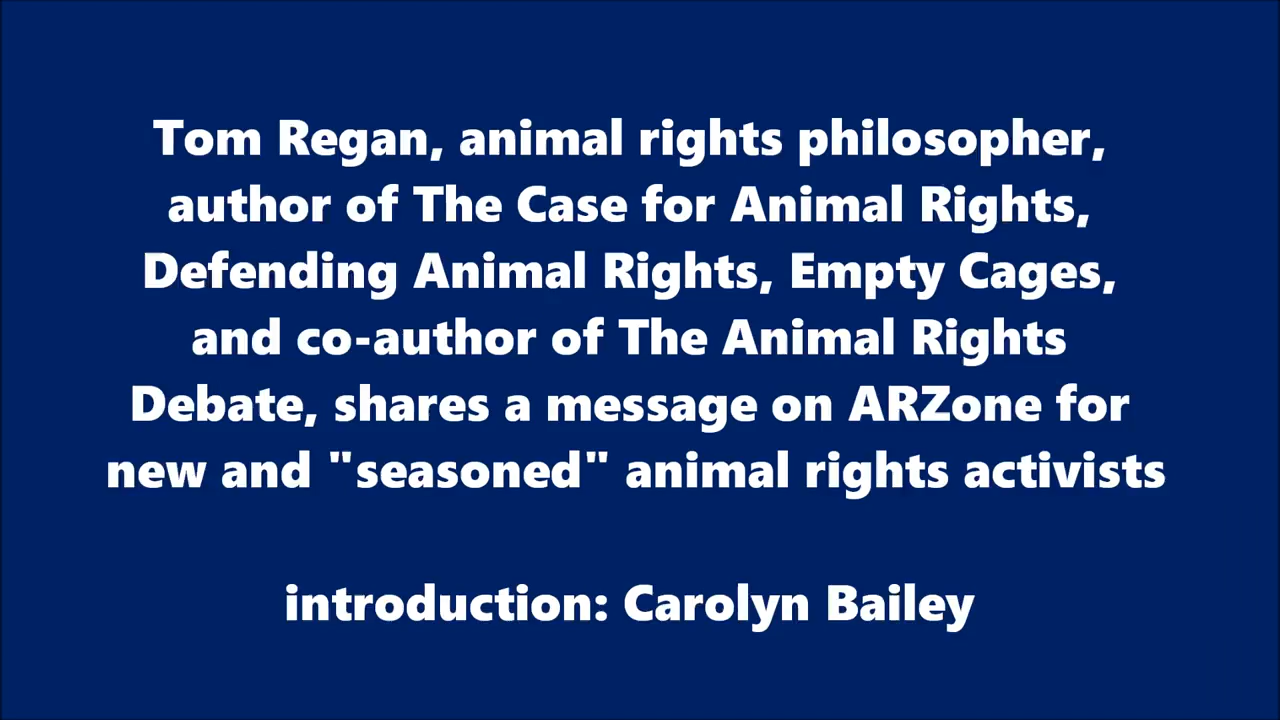 Tom Regan, animal rights philosopher,
author of The Case for Animal Rights,
Defending Animal Rights, Empty Cages,
and co-author of The Animal Rights
Debate, shares a message on ARZone for
new and "seasoned" animal rights activists
introduction: Carolyn Bailey